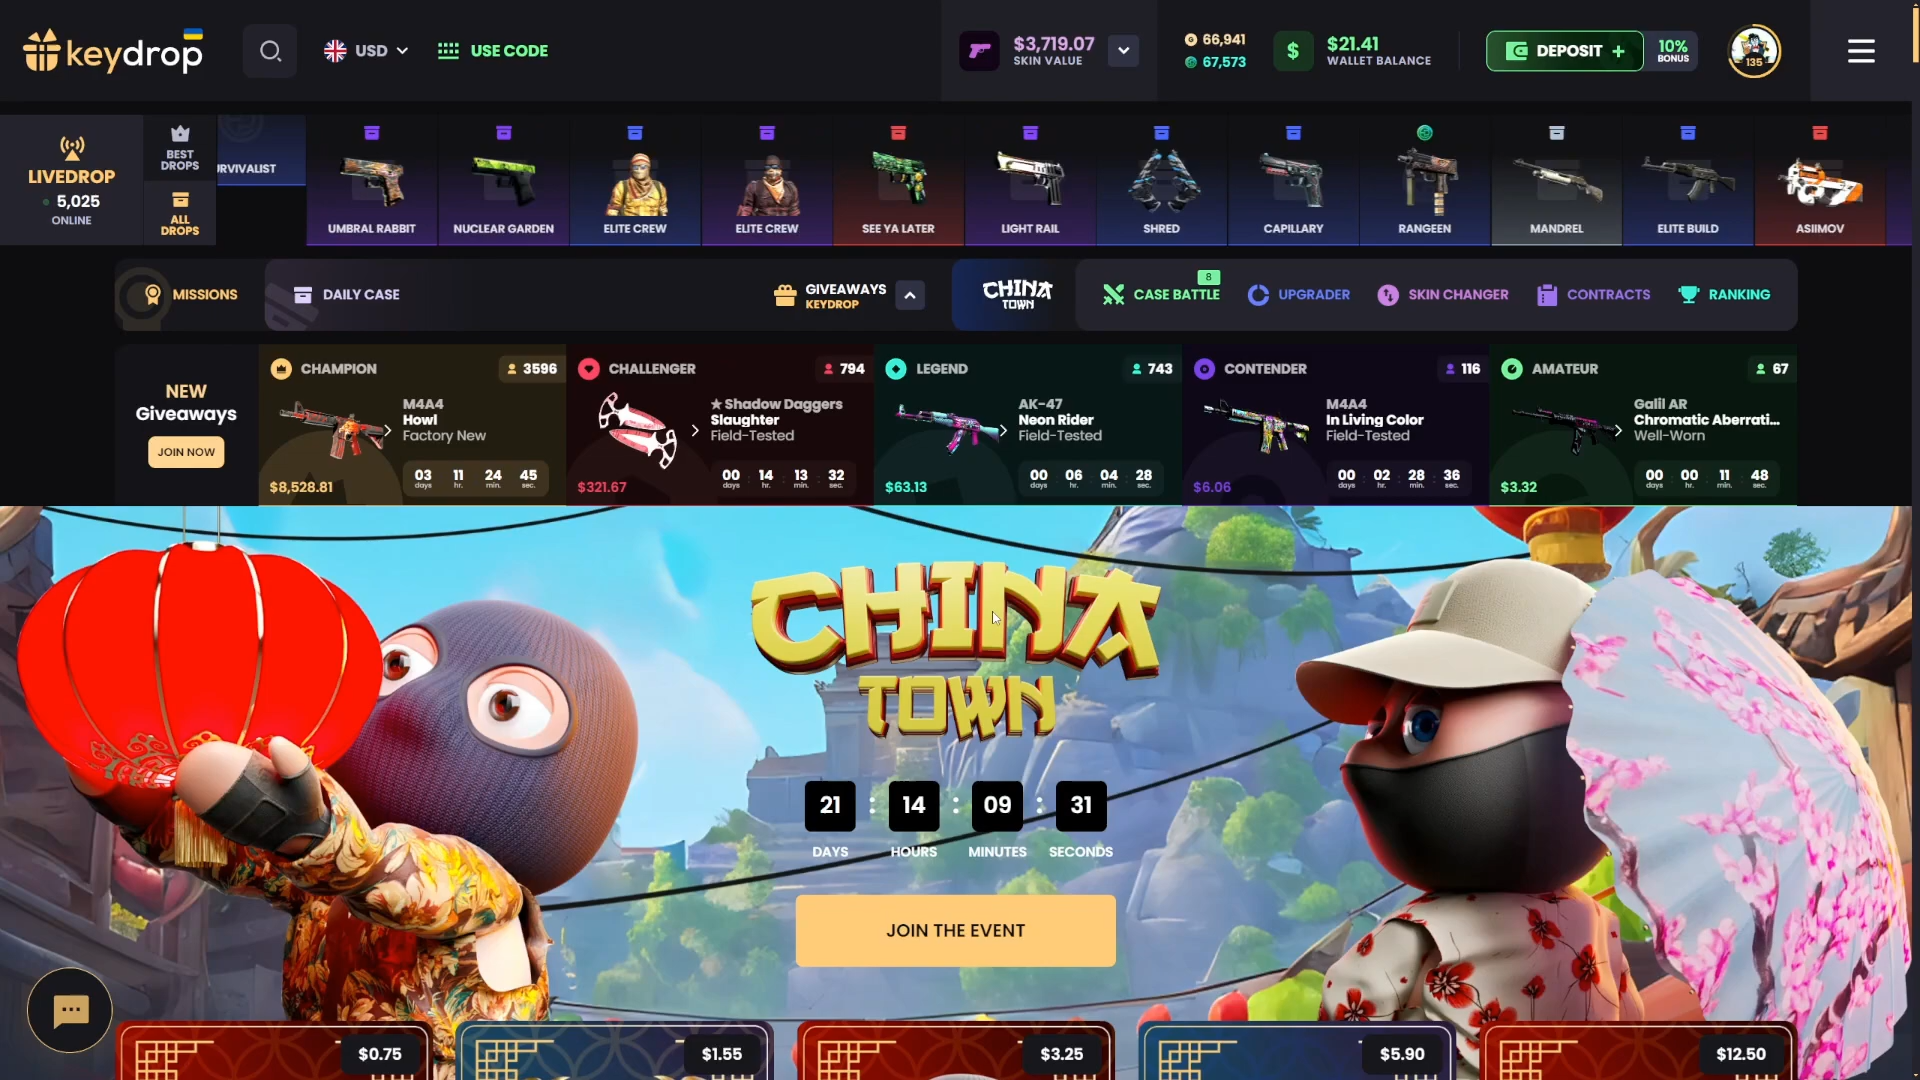 keydrop
USD
USE CODE
$3,719.07
SKIN VALUE
66,941
67,573
$
$21.41
WALLET BALANCE
DEPOSIT +
10%
BONUS
135
LIVEDROP
5,025
ONLINE
BEST
DROPS
ALL
DROPS
URVIVALIST
UMBRAL RABBIT
NUCLEAR GARDEN
ELITE CREW
ELITE CREW
SEE YA LATER
LIGHT RAIL
SHRED
CAPILLARY
RANGEEN
MANDREL
ELITE BUILD
ASIIMOV
MISSIONS
DAILY CASE
GIVEAWAYS
KEYDROP
CHINA
TOWN
8
CASE BATTLE
UPGRADER
SKIN CHANGER
CONTRACTS
RANKING
NEW
Giveaways
JOIN NOW
CHAMPION
3596
M4A4
Howl
Factory New
03 11 24 45
days hr. min. sec.
$8,528.81
CHALLENGER
794
★ Shadow Daggers
Slaughter
Field-Tested
00 : 14 : 13 : 32
days hr. min. sec.
$321.67
LEGEND
743
AK-47
Neon Rider
Field-Tested
00 : 06 : 04 : 28
days hr. min. sec.
$63.13
CONTENDER
116
M4A4
In Living Color
Field-Tested
00 : 02 : 28 : 36
days hr. min. sec.
$6.06
AMATEUR
67
Galil AR
Chromatic Aberrati...
Well-Worn
00 : 00 : 11 : 48
days hr. min. sec.
$3.32
CHINA
TOWN
21 : 14 : 09 : 31
DAYS HOURS MINUTES SECONDS
JOIN THE EVENT
$0.75
$1.55
$3.25
$5.90
$12.50